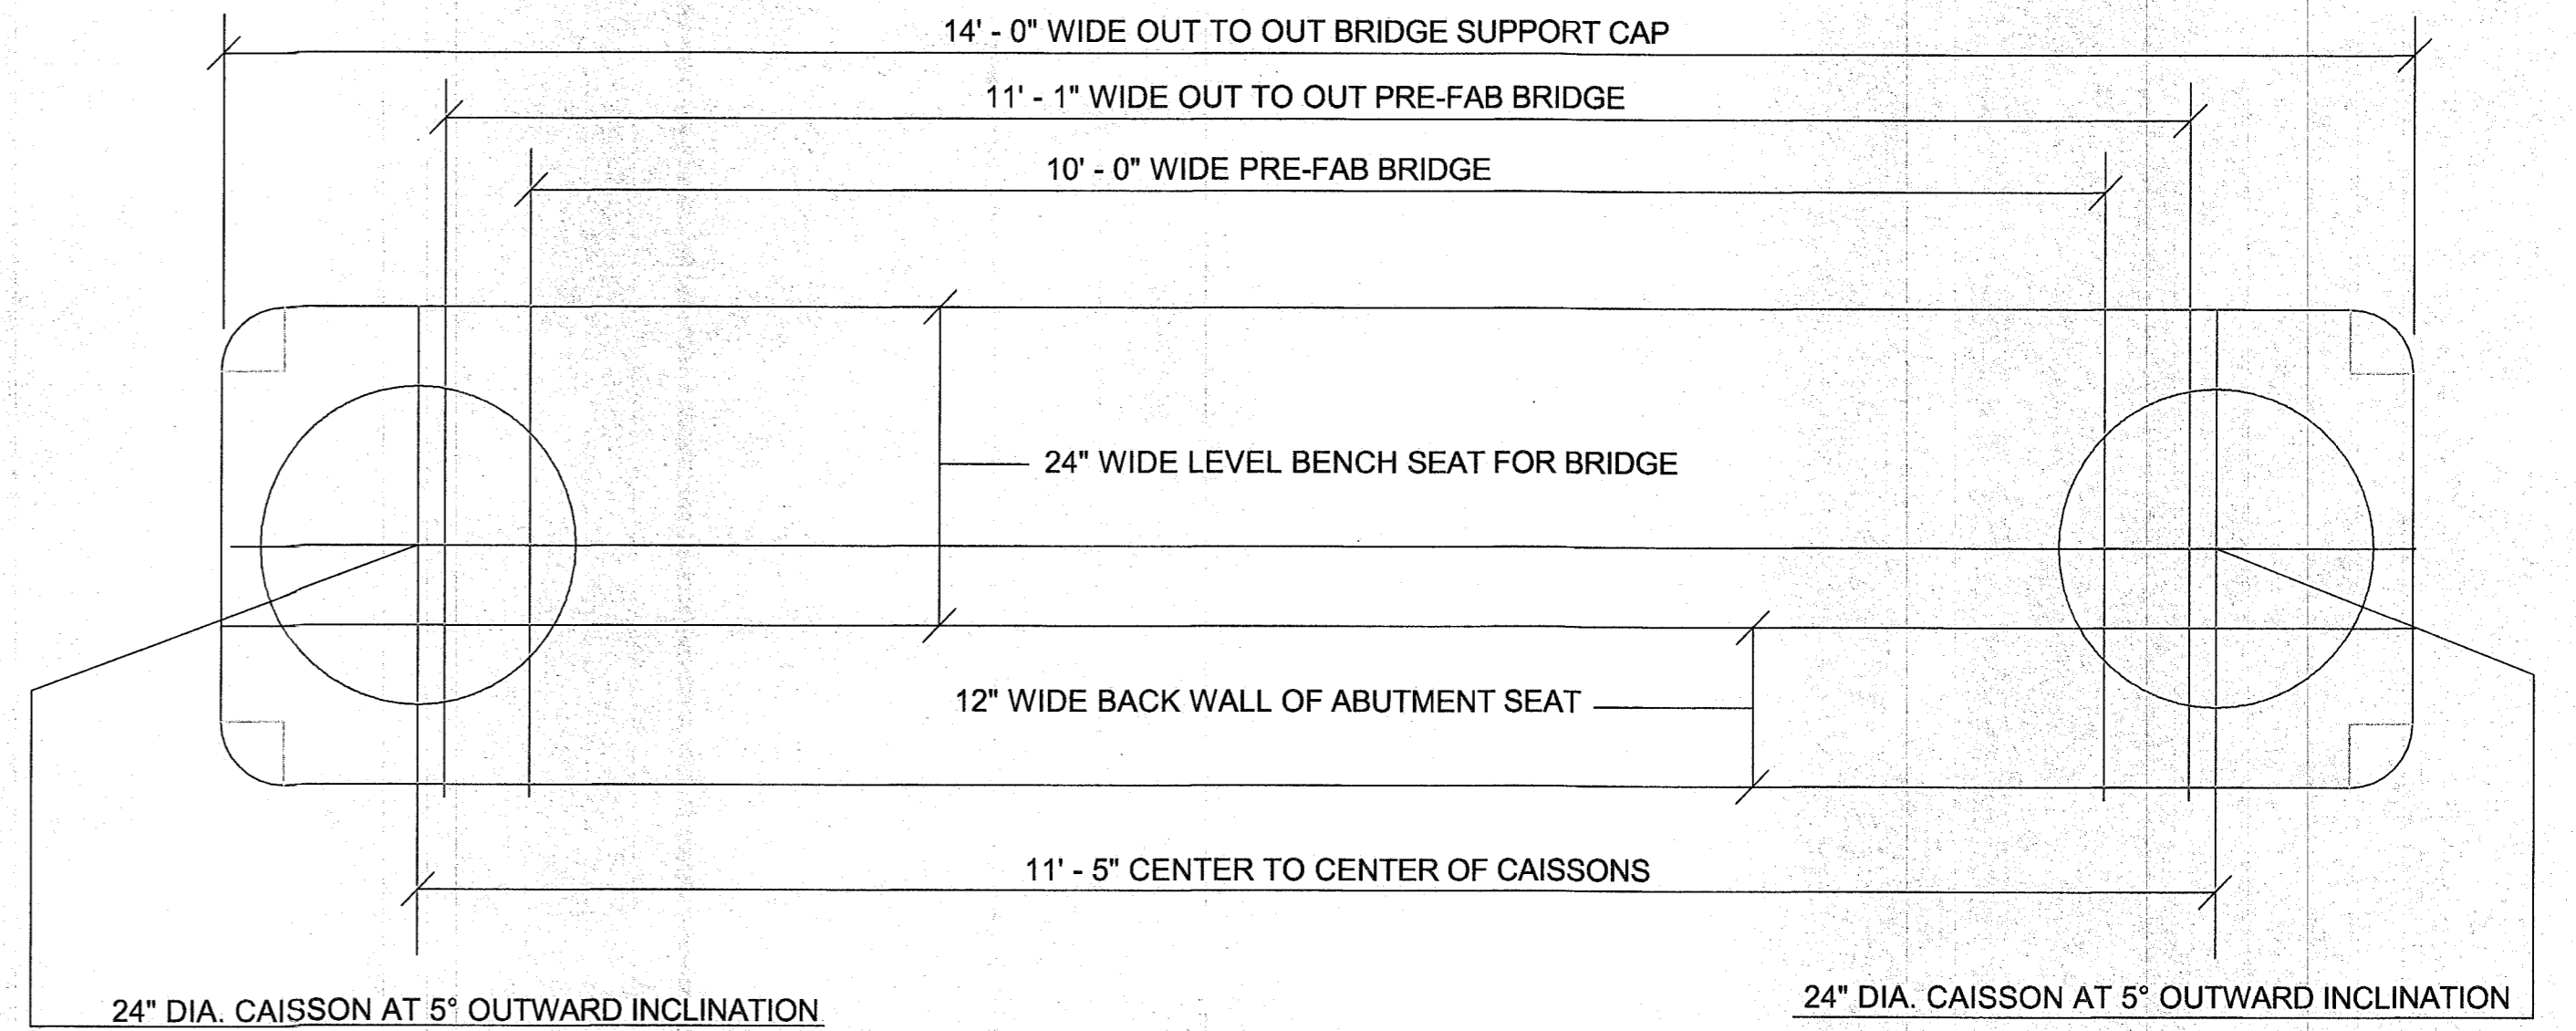 14' - 0" WIDE OUT TO OUT BRIDGE SUPPORT CAP
11' - 1" WIDE OUT TO OUT PRE-FAB BRIDGE
10' - 0" WIDE PRE-FAB BRIDGE
24" WIDE LEVEL BENCH SEAT FOR BRIDGE
12" WIDE BACK WALL OF ABUTMENT SEAT
11' - 5" CENTER TO CENTER OF CAISSONS
24" DIA. CAISSON AT 5° OUTWARD INCLINATION
24" DIA. CAISSON AT 5° OUTWARD INCLINATION